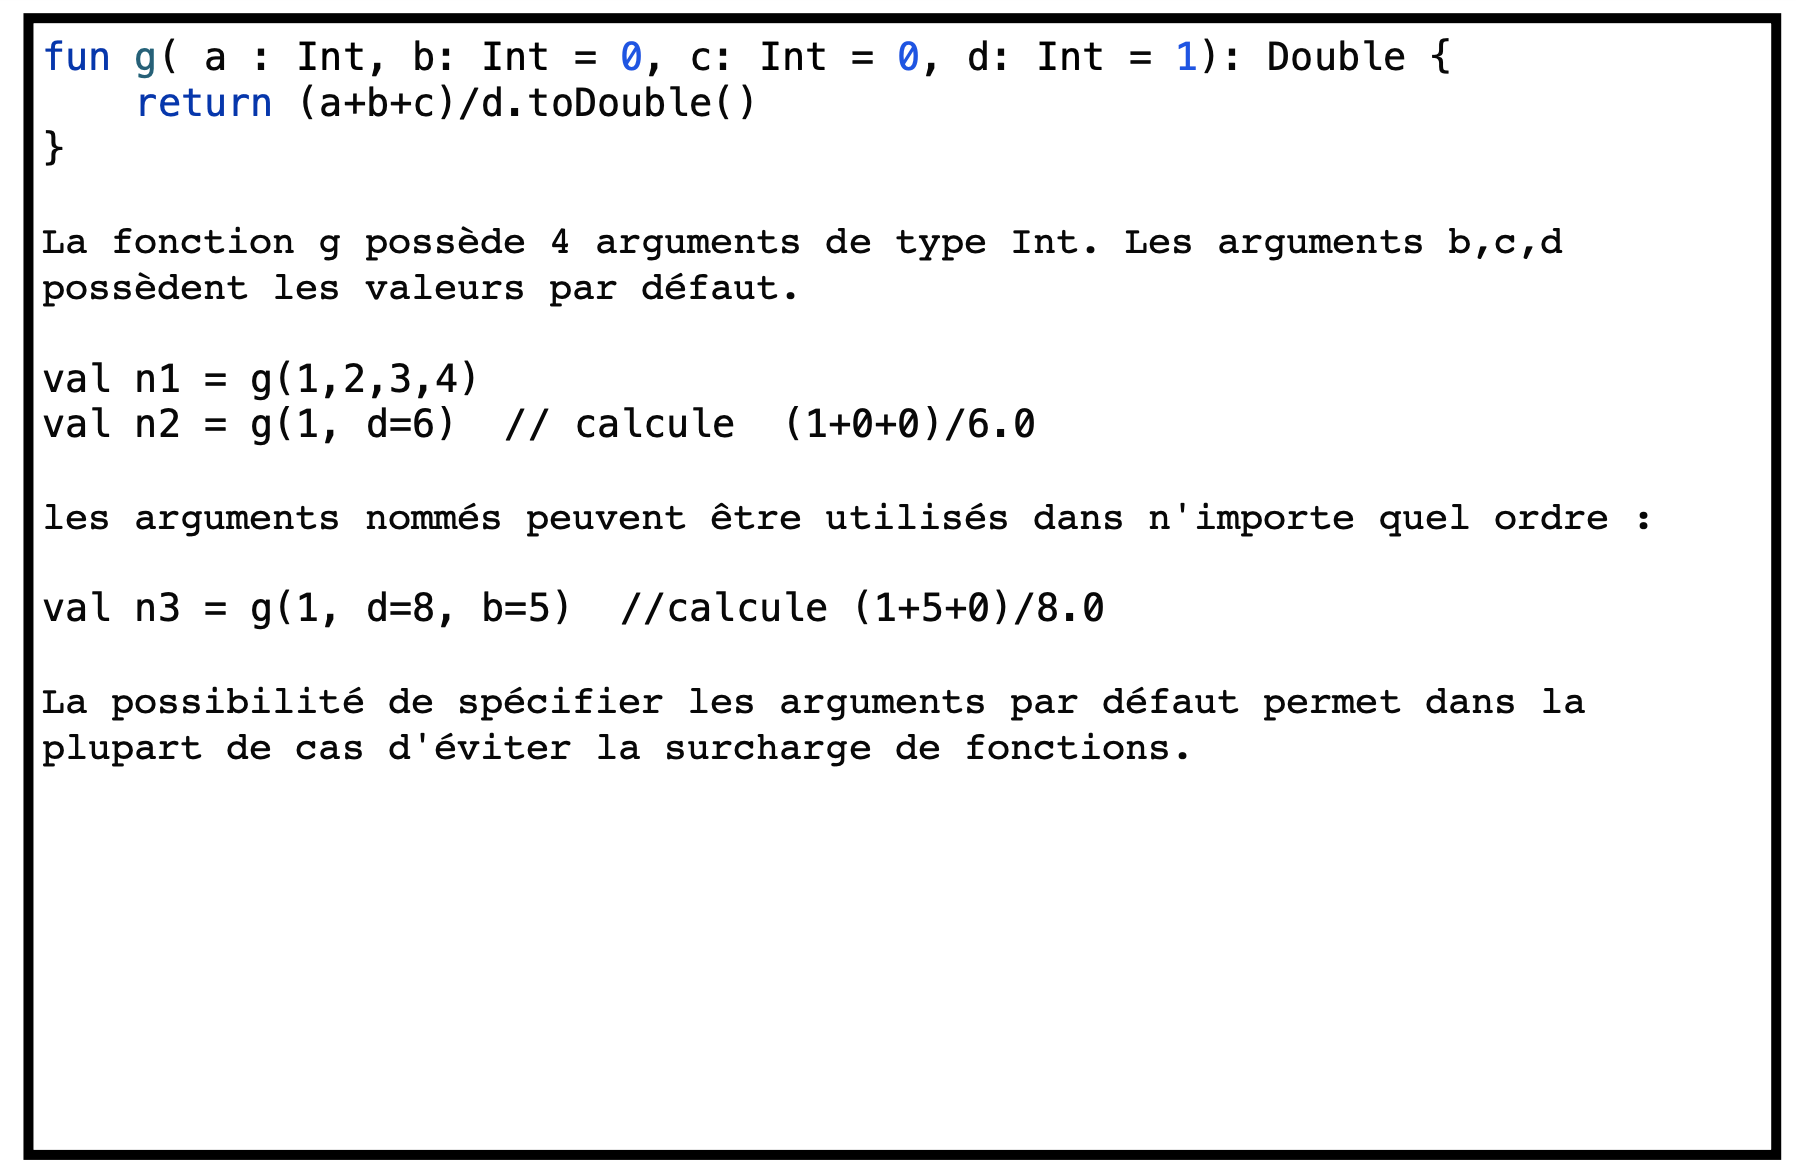 fun g( a : Int, b: Int = 0, c: Int = 0, d: Int = 1): Double {
    return (a+b+c)/d.toDouble()
}
La fonction g possède 4 arguments de type Int. Les arguments b,c,d
possèdent les valeurs par défaut.
val n1 = g(1,2,3,4)
val n2 = g(1, d=6)  // calcule  (1+0+0)/6.0
les arguments nommés peuvent être utilisés dans n'importe quel ordre :
val n3 = g(1, d=8, b=5)  //calcule (1+5+0)/8.0
La possibilité de spécifier les arguments par défaut permet dans la
plupart de cas d'éviter la surcharge de fonctions.